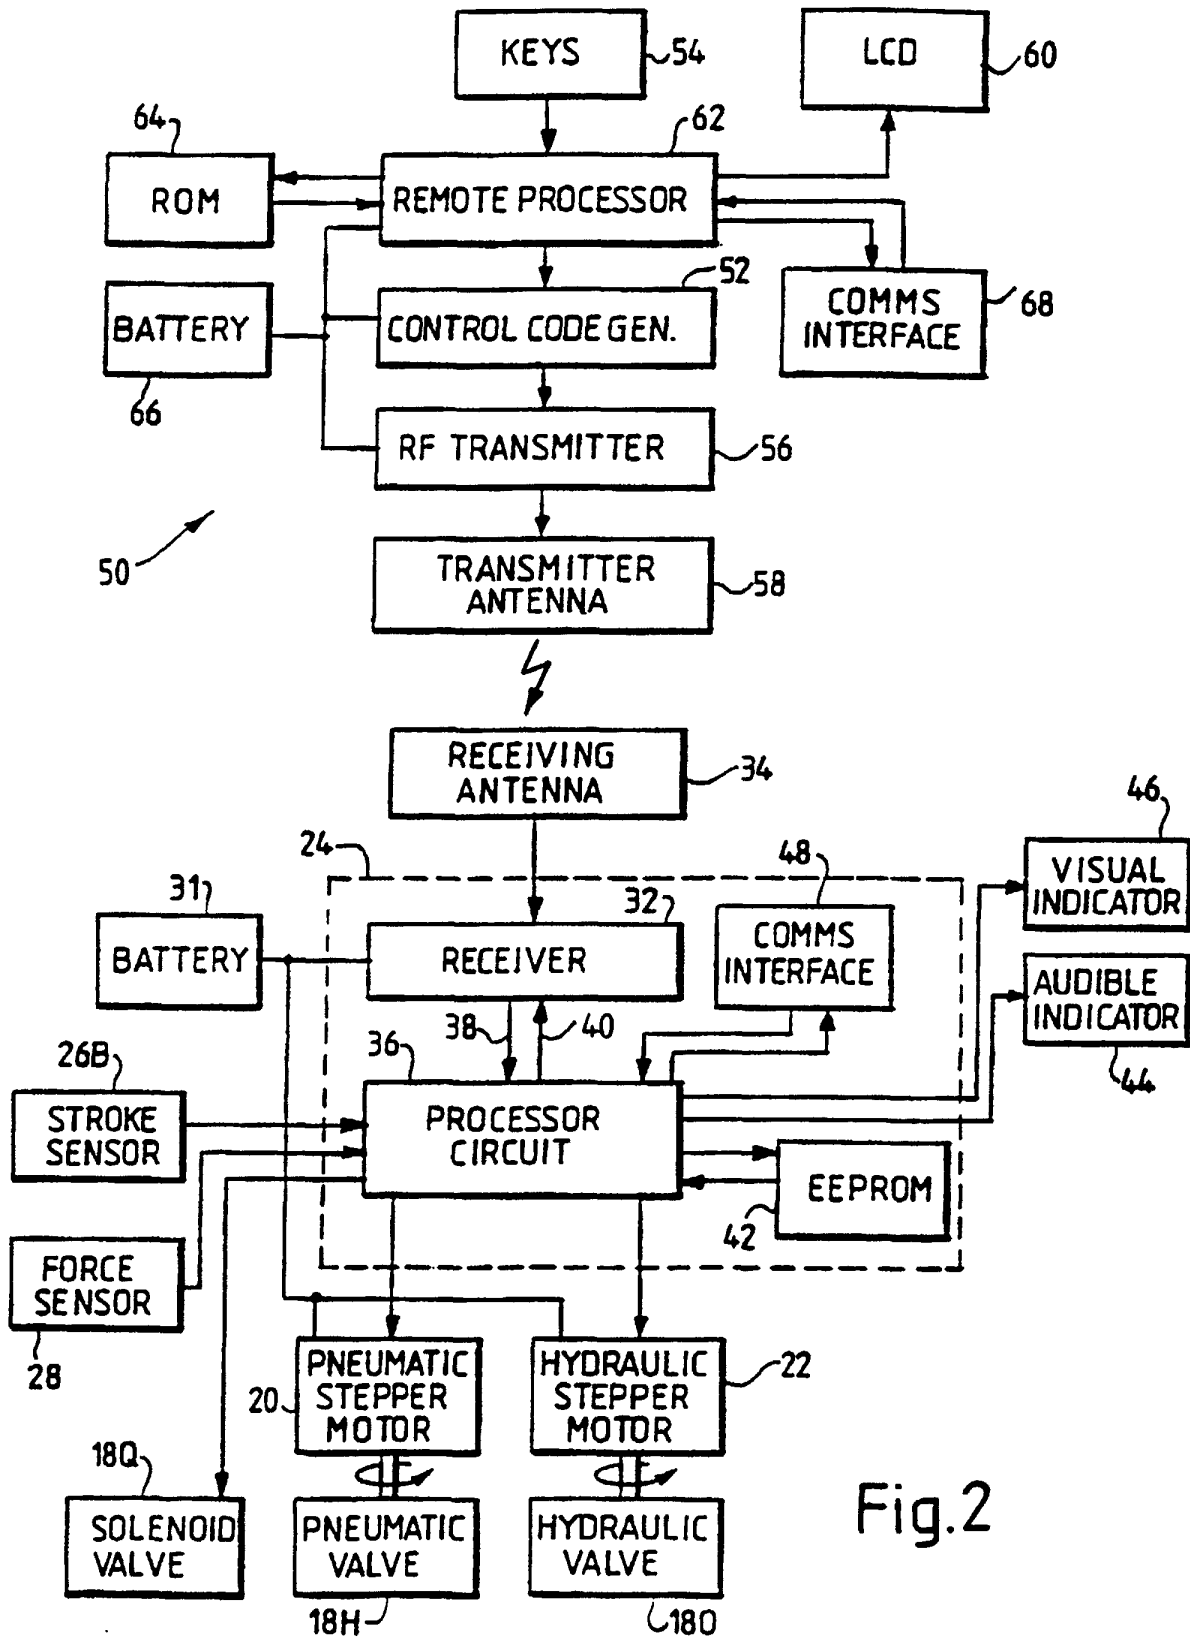 KEYS
54
LCD
60
64
62
ROM
REMOTE PROCESSOR
52
BATTERY
CONTROL CODE GEN.
COMMS
INTERFACE
68
66
RF TRANSMITTER
56
50
TRANSMITTER
ANTENNA
58
RECEIVING
ANTENNA
34
46
24
48
VISUAL
INDICATOR
31
32
BATTERY
RECEIVER
COMMS
INTERFACE
AUDIBLE
INDICATOR
38
40
36
44
26B
STROKE
SENSOR
PROCESSOR
CIRCUIT
EEPROM
42
FORCE
SENSOR
28
PNEUMATIC
STEPPER
MOTOR
20
HYDRAULIC
STEPPER
MOTOR
22
18Q
SOLENOID
VALVE
PNEUMATIC
VALVE
HYDRAULIC
VALVE
18H
18O
Fig.2